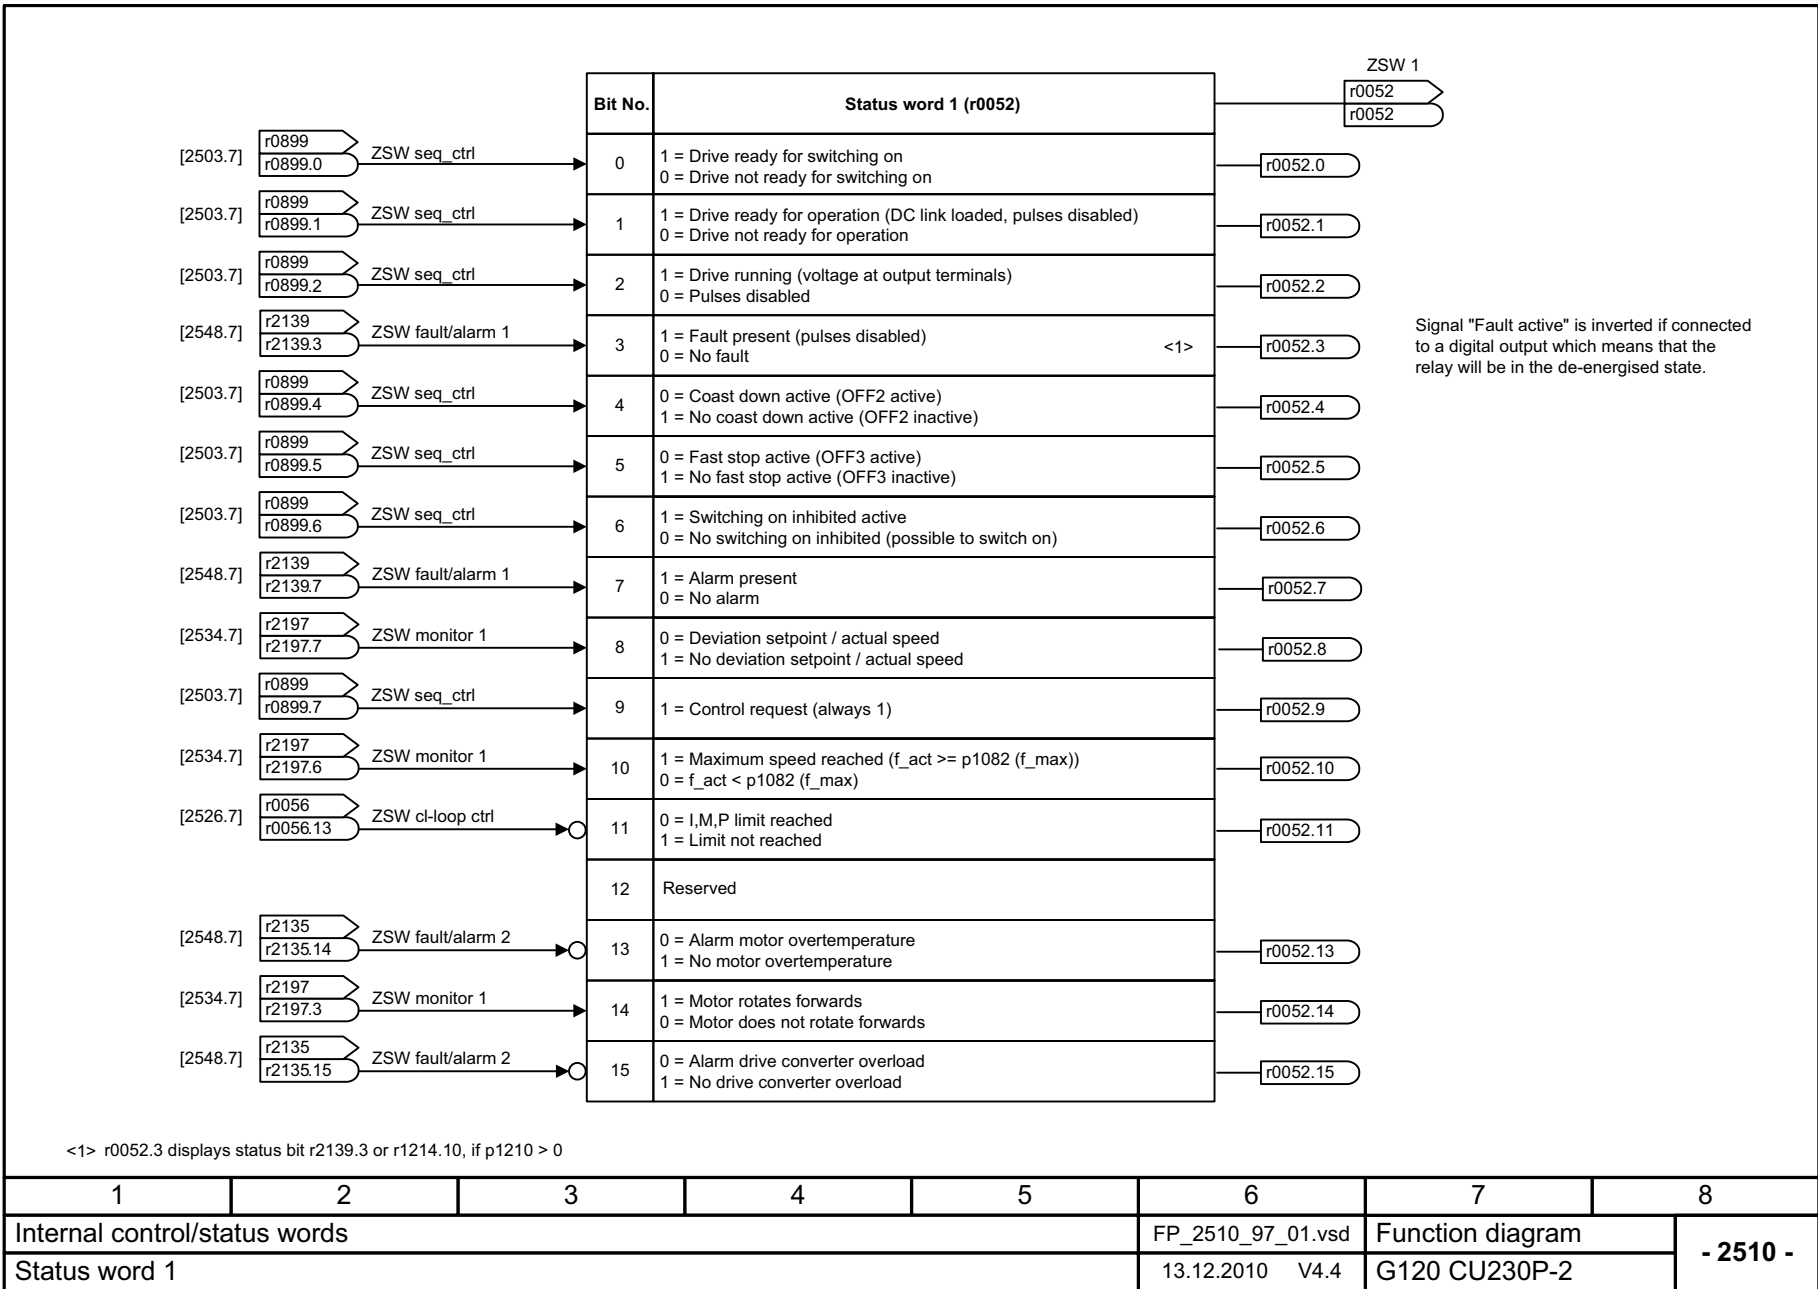 ZSW 1
r0052
r0052
Bit No. Status word 1 (r0052)
[2503.7] r0899 r0899.0 ZSW seq_ctrl 0 1 = Drive ready for switching on
0 = Drive not ready for switching on r0052.0
[2503.7] r0899 r0899.1 ZSW seq_ctrl 1 1 = Drive ready for operation (DC link loaded, pulses disabled)
0 = Drive not ready for operation r0052.1
[2503.7] r0899 r0899.2 ZSW seq_ctrl 2 1 = Drive running (voltage at output terminals)
0 = Pulses disabled r0052.2
[2548.7] r2139 r2139.3 ZSW fault/alarm 1 3 1 = Fault present (pulses disabled)
0 = No fault <1> r0052.3
Signal "Fault active" is inverted if connected
to a digital output which means that the
relay will be in the de-energised state.
[2503.7] r0899 r0899.4 ZSW seq_ctrl 4 0 = Coast down active (OFF2 active)
1 = No coast down active (OFF2 inactive) r0052.4
[2503.7] r0899 r0899.5 ZSW seq_ctrl 5 0 = Fast stop active (OFF3 active)
1 = No fast stop active (OFF3 inactive) r0052.5
[2503.7] r0899 r0899.6 ZSW seq_ctrl 6 1 = Switching on inhibited active
0 = No switching on inhibited (possible to switch on) r0052.6
[2548.7] r2139 r2139.7 ZSW fault/alarm 1 7 1 = Alarm present
0 = No alarm r0052.7
[2534.7] r2197 r2197.7 ZSW monitor 1 8 0 = Deviation setpoint / actual speed
1 = No deviation setpoint / actual speed r0052.8
[2503.7] r0899 r0899.7 ZSW seq_ctrl 9 1 = Control request (always 1) r0052.9
[2534.7] r2197 r2197.6 ZSW monitor 1 10 1 = Maximum speed reached (f_act >= p1082 (f_max))
0 = f_act < p1082 (f_max) r0052.10
[2526.7] r0056 r0056.13 ZSW cl-loop ctrl 11 0 = I,M,P limit reached
1 = Limit not reached r0052.11
12 Reserved
[2548.7] r2135 r2135.14 ZSW fault/alarm 2 13 0 = Alarm motor overtemperature
1 = No motor overtemperature r0052.13
[2534.7] r2197 r2197.3 ZSW monitor 1 14 1 = Motor rotates forwards
0 = Motor does not rotate forwards r0052.14
[2548.7] r2135 r2135.15 ZSW fault/alarm 2 15 0 = Alarm drive converter overload
1 = No drive converter overload r0052.15
<1> r0052.3 displays status bit r2139.3 or r1214.10, if p1210 > 0
1 2 3 4 5 6 7 8
Internal control/status words FP_2510_97_01.vsd Function diagram - 2510 -
Status word 1 13.12.2010 V4.4 G120 CU230P-2